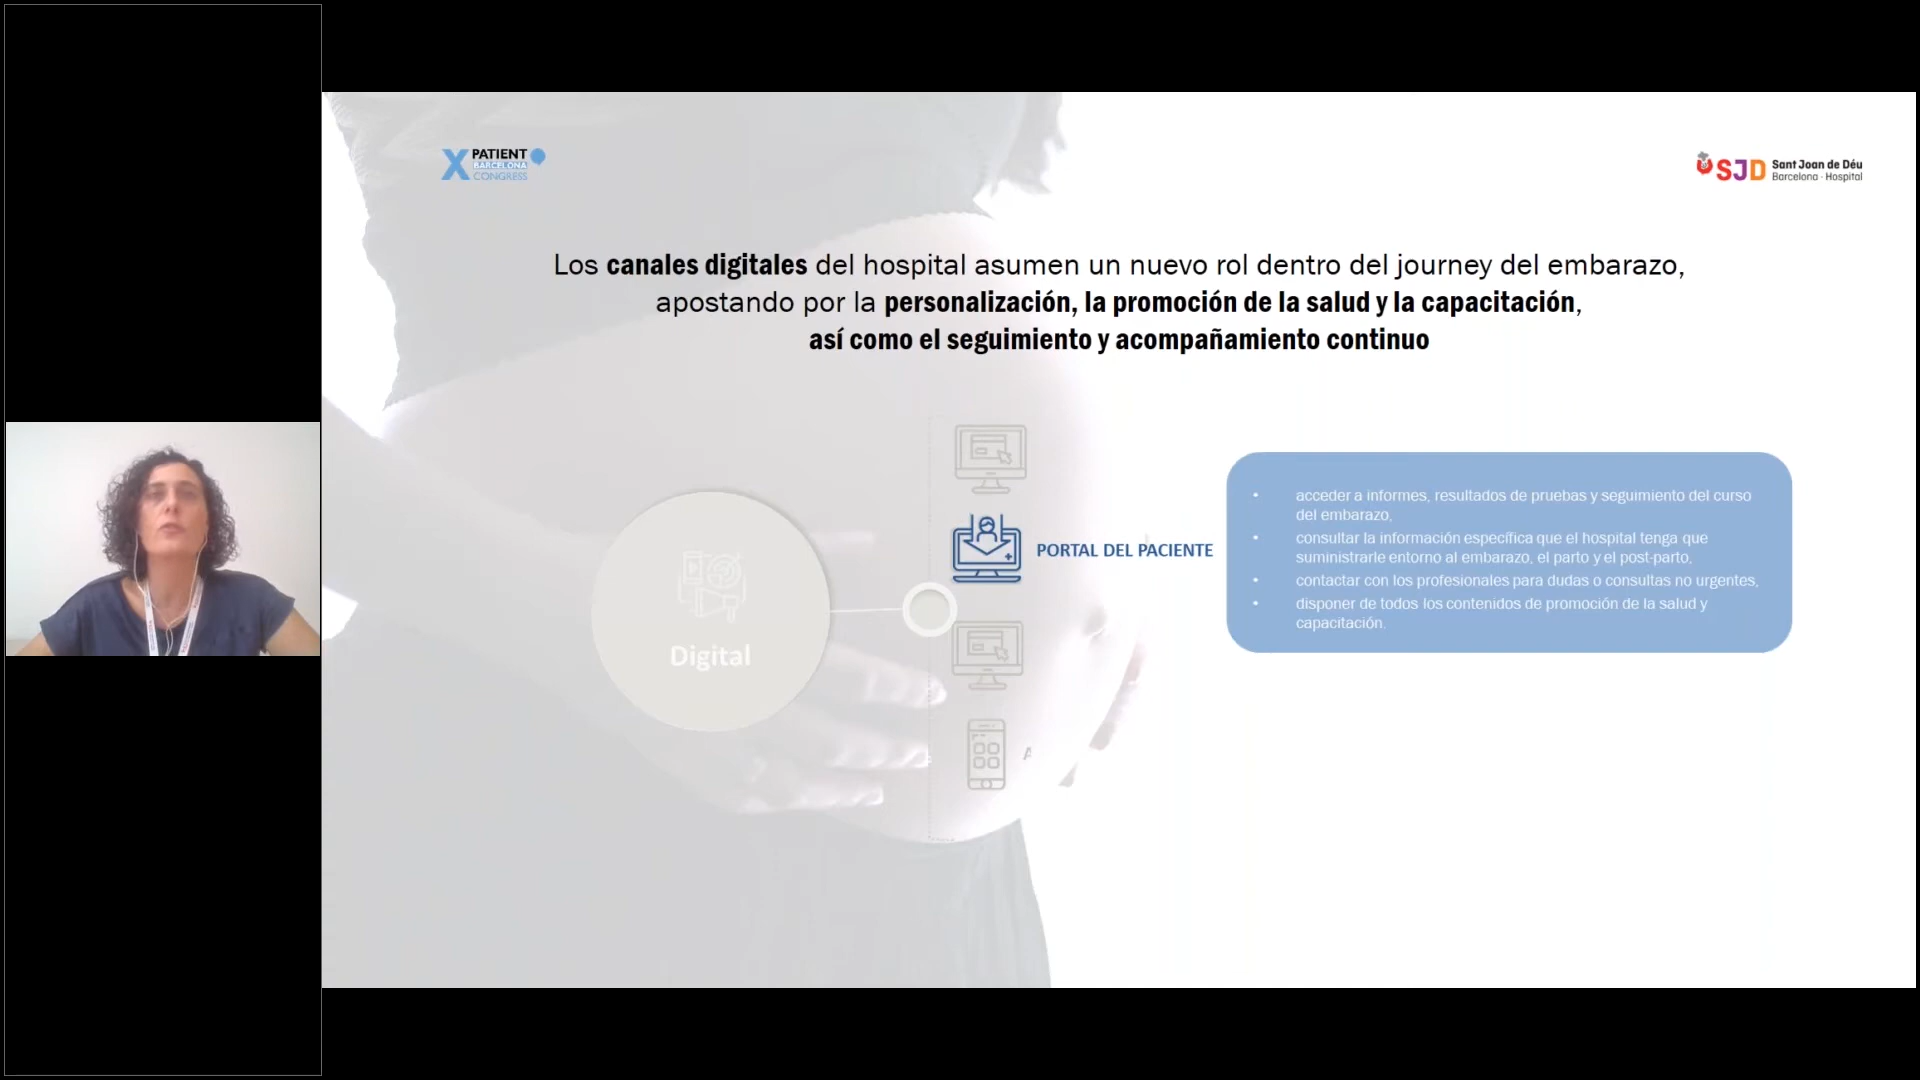 X PATIENT
BARCELONA
CONGRESS
SJD Sant Joan de Déu
Barcelona · Hospital
Los canales digitales del hospital asumen un nuevo rol dentro del journey del embarazo,
apostando por la personalización, la promoción de la salud y la capacitación,
así como el seguimiento y acompañamiento continuo
Digital
PORTAL DEL PACIENTE
• acceder a informes, resultados de pruebas y seguimiento del curso
del embarazo,
• consultar la información específica que el hospital tenga que
suministrarle entorno al embarazo, el parto y el post-parto,
• contactar con los profesionales para dudas o consultas no urgentes,
• disponer de todos los contenidos de promoción de la salud y
capacitación.